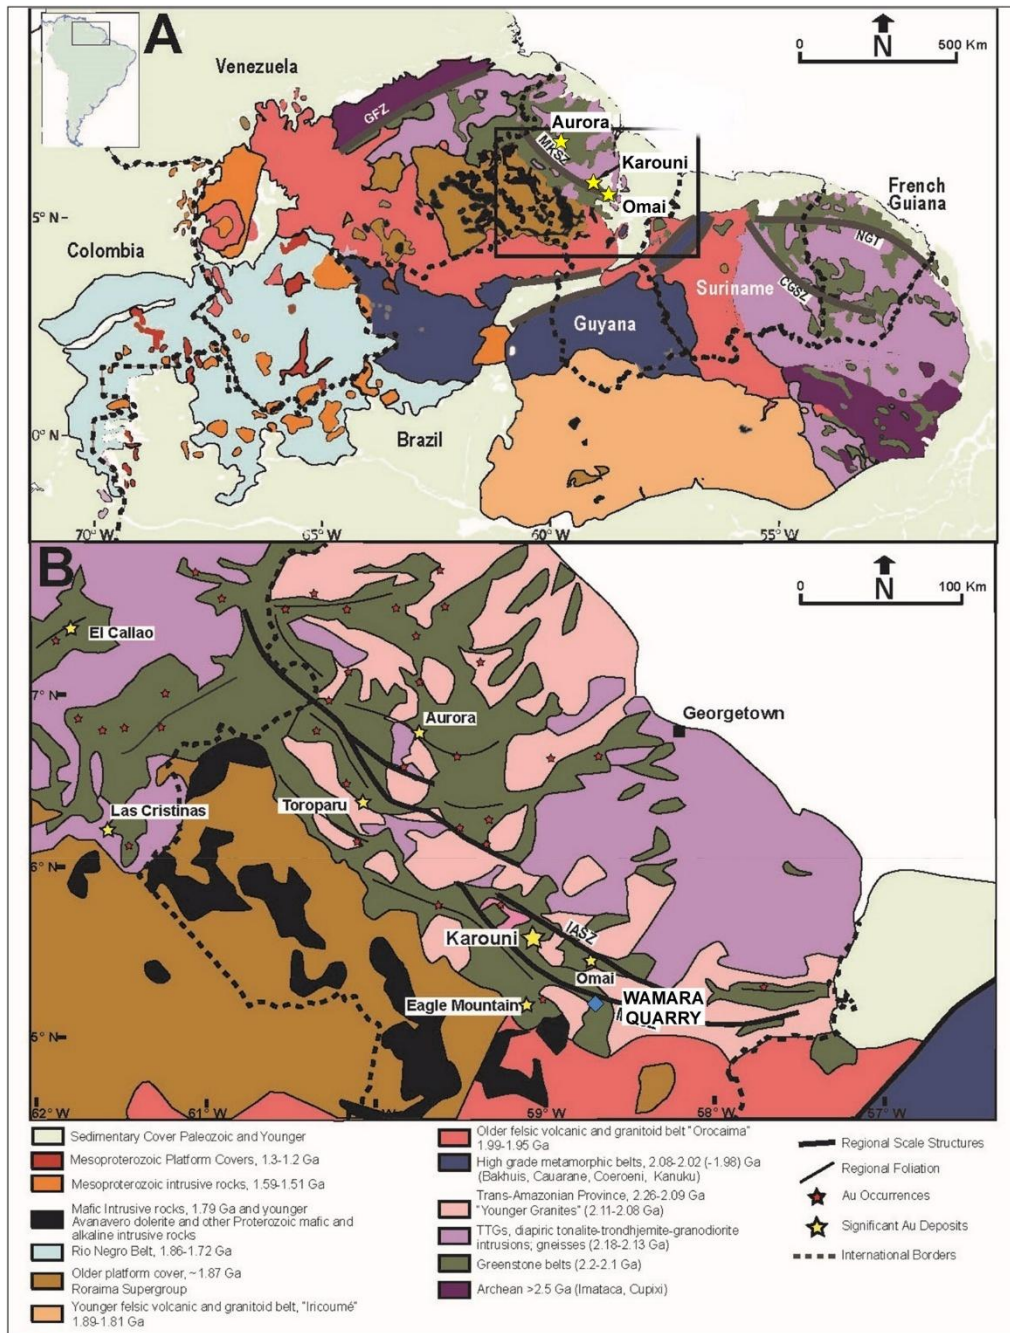 A
N
0 500 Km
Venezuela
GFZ
Aurora
MKSZ
Karouni
Omai
French
Guiana
5° N
NGT
Colombia
CGSZ
Suriname
Guyana
0° N
Brazil
70° W
65° W
60° W
55° W
B
N
0 100 Km
El Callao
7° N
Aurora
Georgetown
Toroparu
Las Cristinas
6° N
IASZ
Karouni
Omai
WAMARA
QUARRY
Eagle Mountain
5° N
62° W
61° W
59° W
58° W
57° W
Sedimentary Cover Paleozoic and Younger
Mesoproterozoic Platform Covers, 1.3-1.2 Ga
Mesoproterozoic intrusive rocks, 1.59-1.51 Ga
Mafic Intrusive rocks, 1.79 Ga and younger
Avanavero dolerite and other Proterozoic mafic and
alkaline intrusive rocks
Rio Negro Belt, 1.86-1.72 Ga
Older platform cover, ~1.87 Ga
Roraima Supergroup
Younger felsic volcanic and granitoid belt, "Iricoumé"
1.89-1.81 Ga
Older felsic volcanic and granitoid belt "Orocaima"
1.99-1.95 Ga
High grade metamorphic belts, 2.08-2.02 (-1.98) Ga
(Bakhuis, Cauarane, Coeroeni, Kanuku)
Trans-Amazonian Province, 2.26-2.09 Ga
"Younger Granites" (2.11-2.08 Ga)
TTGs, diapiric tonalite-trondhjemite-granodiorite
intrusions; gneisses (2.18-2.13 Ga)
Greenstone belts (2.2-2.1 Ga)
Archean >2.5 Ga (Imataca, Cupixi)
Regional Scale Structures
Regional Foliation
Au Occurrences
Significant Au Deposits
International Borders